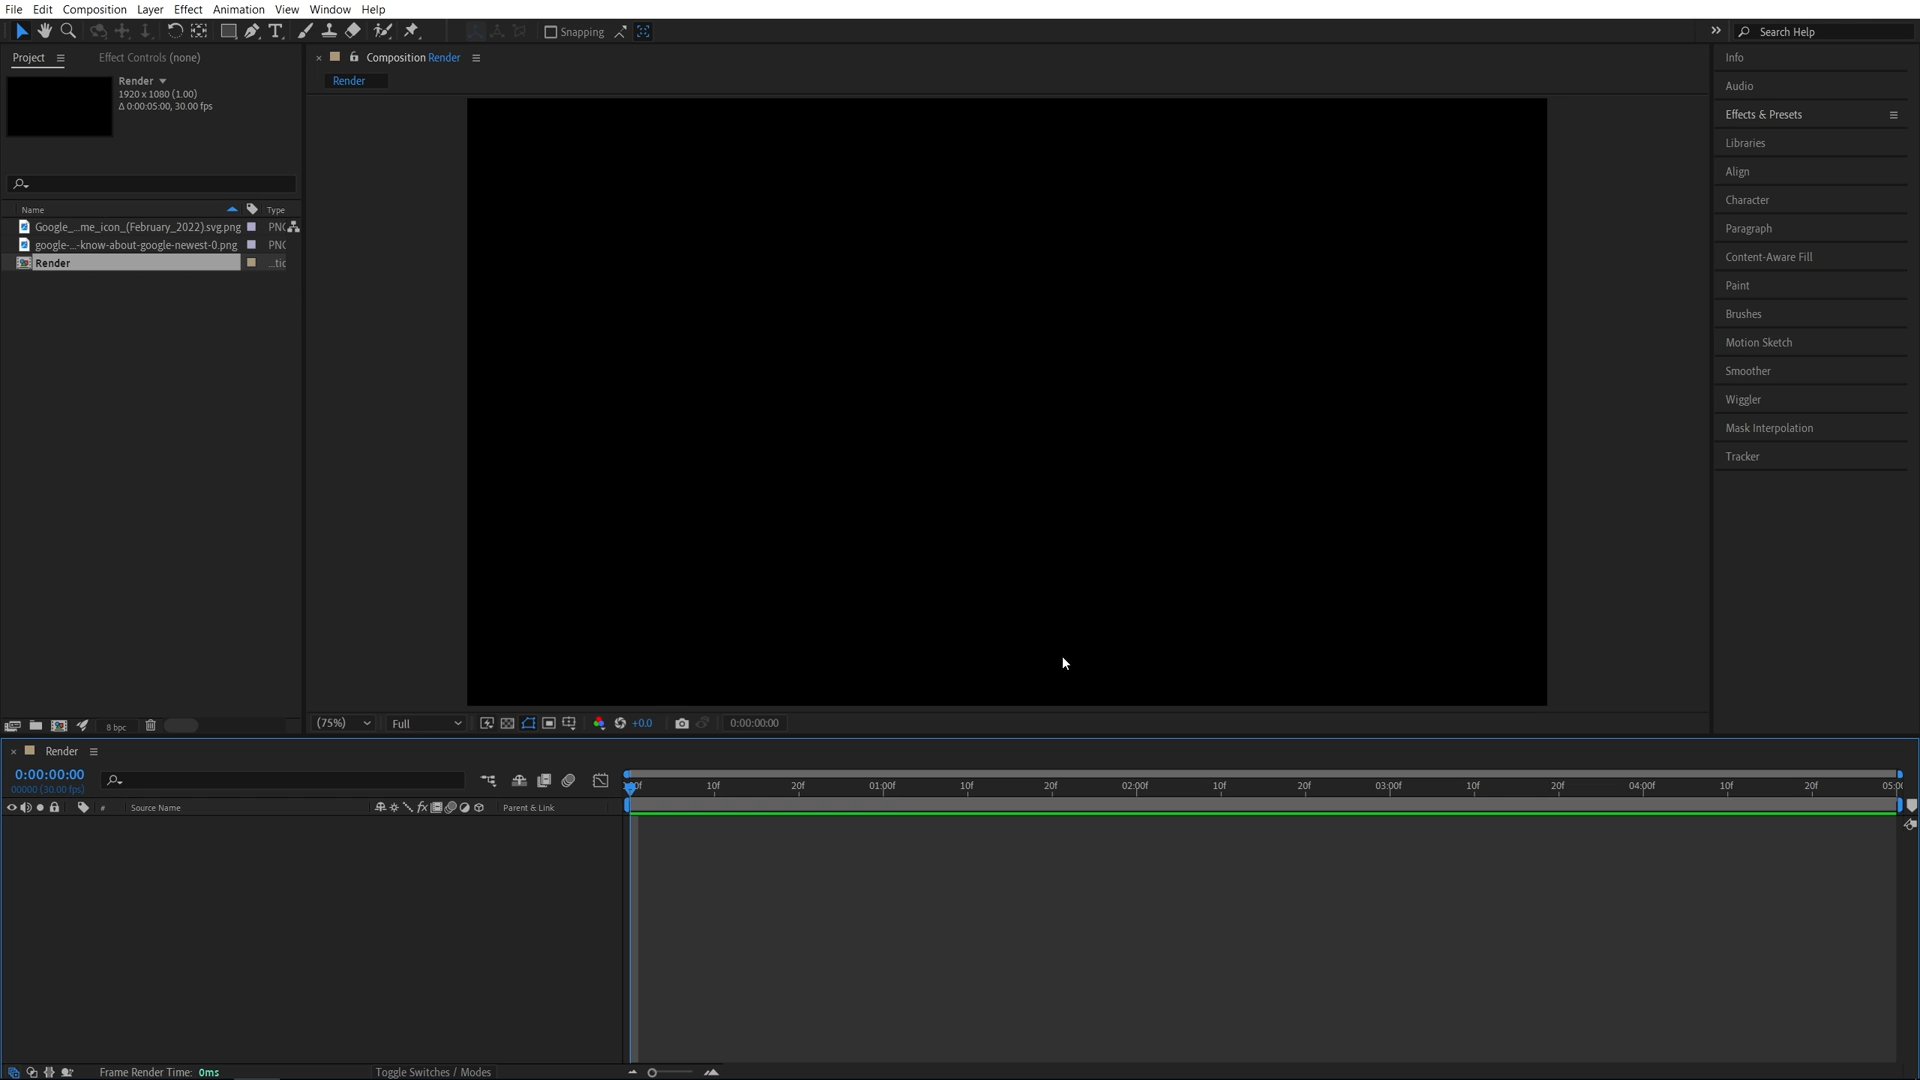 File Edit Composition Layer Effect Animation View Window Help
Snapping
Search Help
Project
Effect Controls (none)
Render
1920 x 1080 (1.00)
Δ 0:00:05:00, 30.00 fps
Name
Type
Google_...me_icon_(February_2022).svg.png
PNG
google-...-know-about-google-newest-0.png
PNG
Render
...tic
8 bpc
Composition Render
Render
(75%)
Full
+0.0
0:00:00:00
Info
Audio
Effects & Presets
Libraries
Align
Character
Paragraph
Content-Aware Fill
Paint
Brushes
Motion Sketch
Smoother
Wiggler
Mask Interpolation
Tracker
Render
0:00:00:00
00000 (30.00 fps)
# Source Name
fx
Parent & Link
10f 20f 01:00f 10f 20f 02:00f 10f 20f 03:00f 10f 20f 04:00f 10f 20f 05:0
Frame Render Time: 0ms
Toggle Switches / Modes